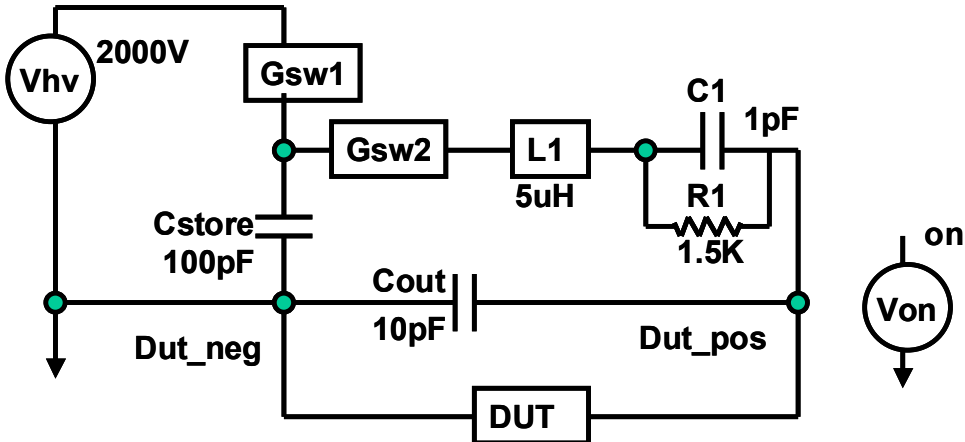 2000V
Vhv
Gsw1
C1
1pF
Gsw2
L1
5uH
R1
1.5K
Cstore
100pF
on
Cout
10pF
Von
Dut_neg
Dut_pos
DUT